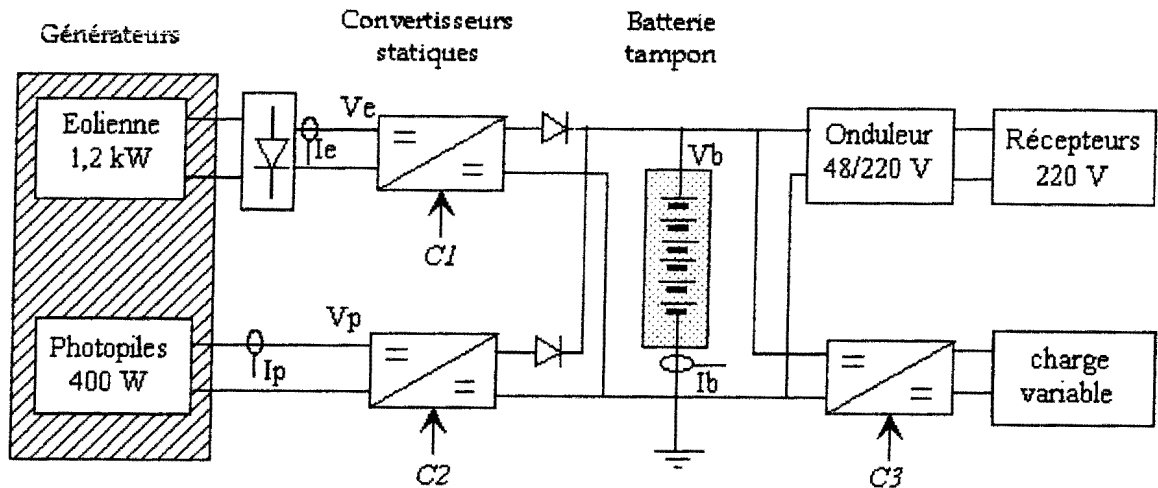 Générateurs
Convertisseurs
statiques
Batterie
tampon
Eolienne
1,2 kW
Ve
Ie
C1
Vb
Onduleur
48/220 V
Récepteurs
220 V
Photopiles
400 W
Vp
Ip
C2
Ib
C3
charge
variable